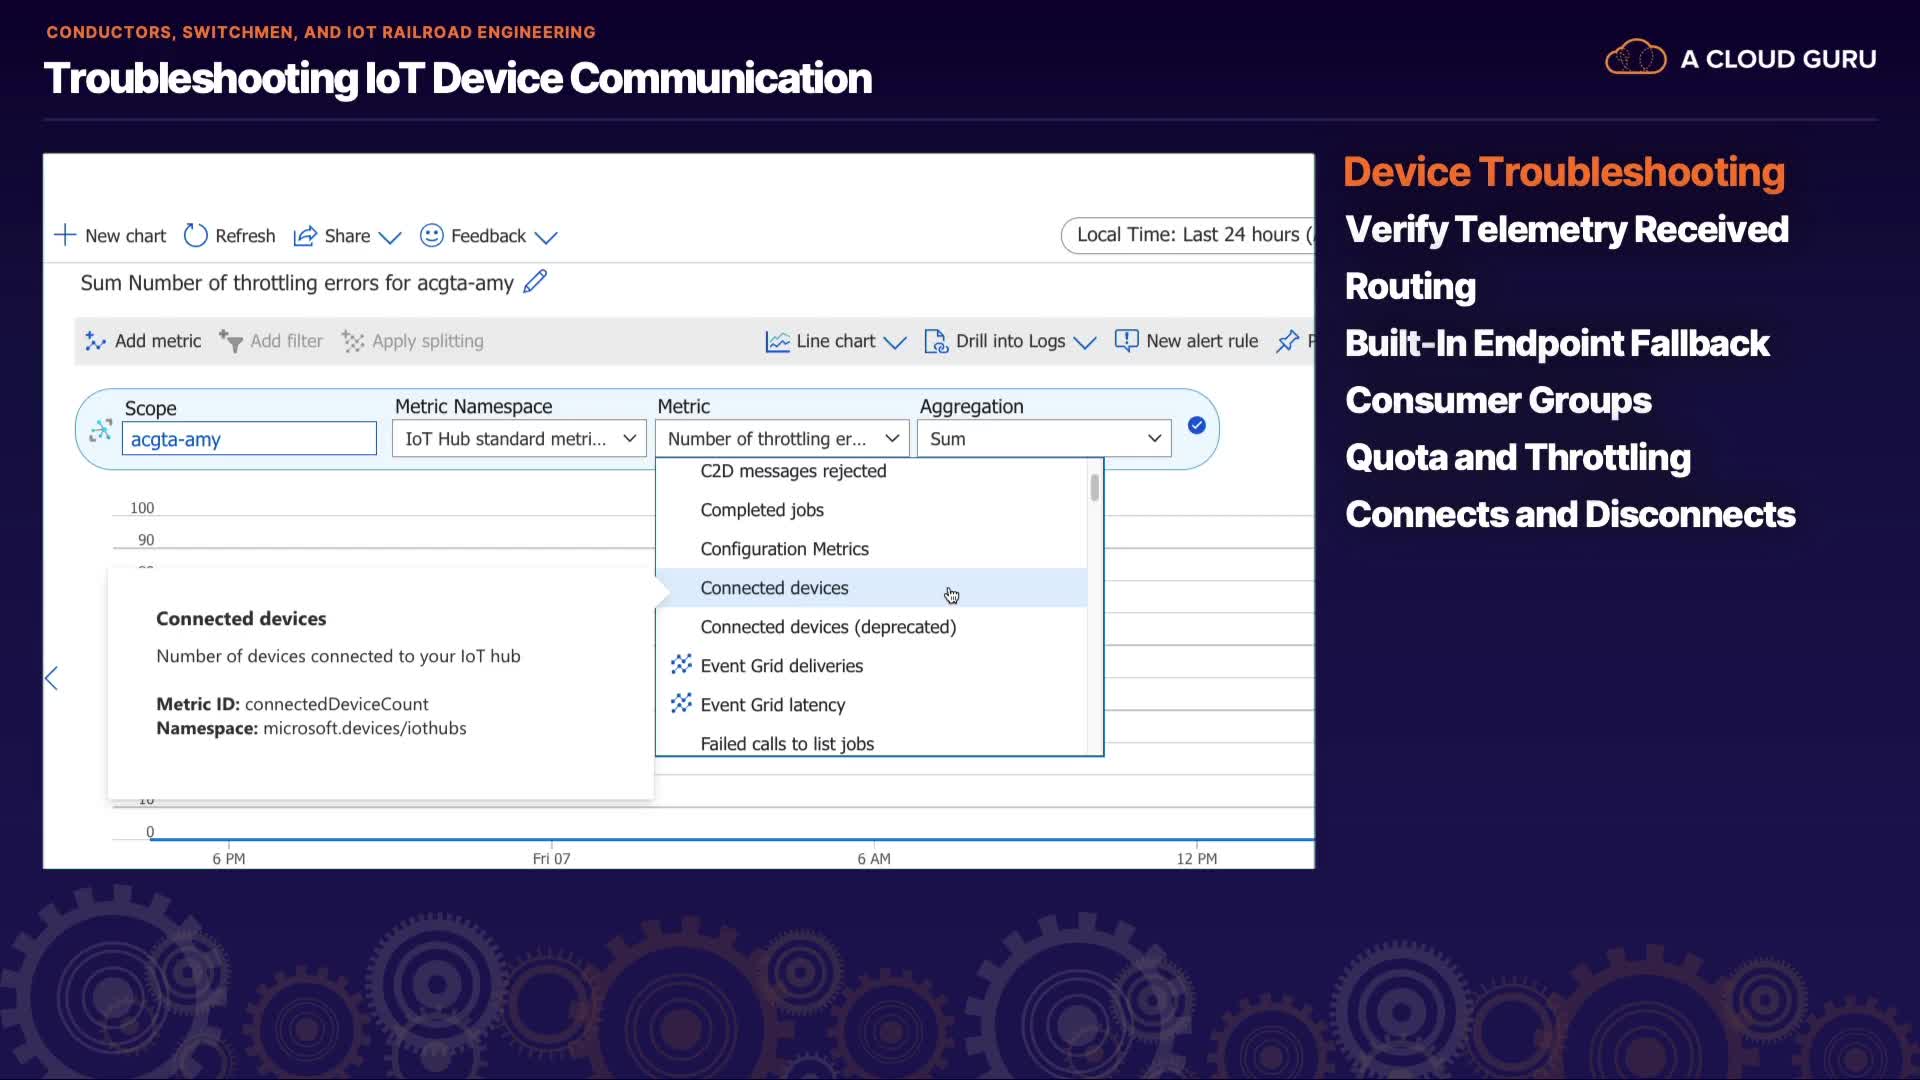 CONDUCTORS, SWITCHMEN, AND IOT RAILROAD ENGINEERING
Troubleshooting IoT Device Communication
A CLOUD GURU
New chart Refresh Share Feedback
Local Time: Last 24 hours (
Sum Number of throttling errors for acgta-amy
Add metric Add filter Apply splitting Line chart Drill into Logs New alert rule
Scope Metric Namespace Metric Aggregation
acgta-amy IoT Hub standard metri... Number of throttling er... Sum
C2D messages rejected
Completed jobs
Configuration Metrics
Connected devices
Connected devices (deprecated)
Event Grid deliveries
Event Grid latency
Failed calls to list jobs
100
90
Connected devices
Number of devices connected to your IoT hub
Metric ID: connectedDeviceCount
Namespace: microsoft.devices/iothubs
10
0
6 PM Fri 07 6 AM 12 PM
Device Troubleshooting
Verify Telemetry Received
Routing
Built-In Endpoint Fallback
Consumer Groups
Quota and Throttling
Connects and Disconnects